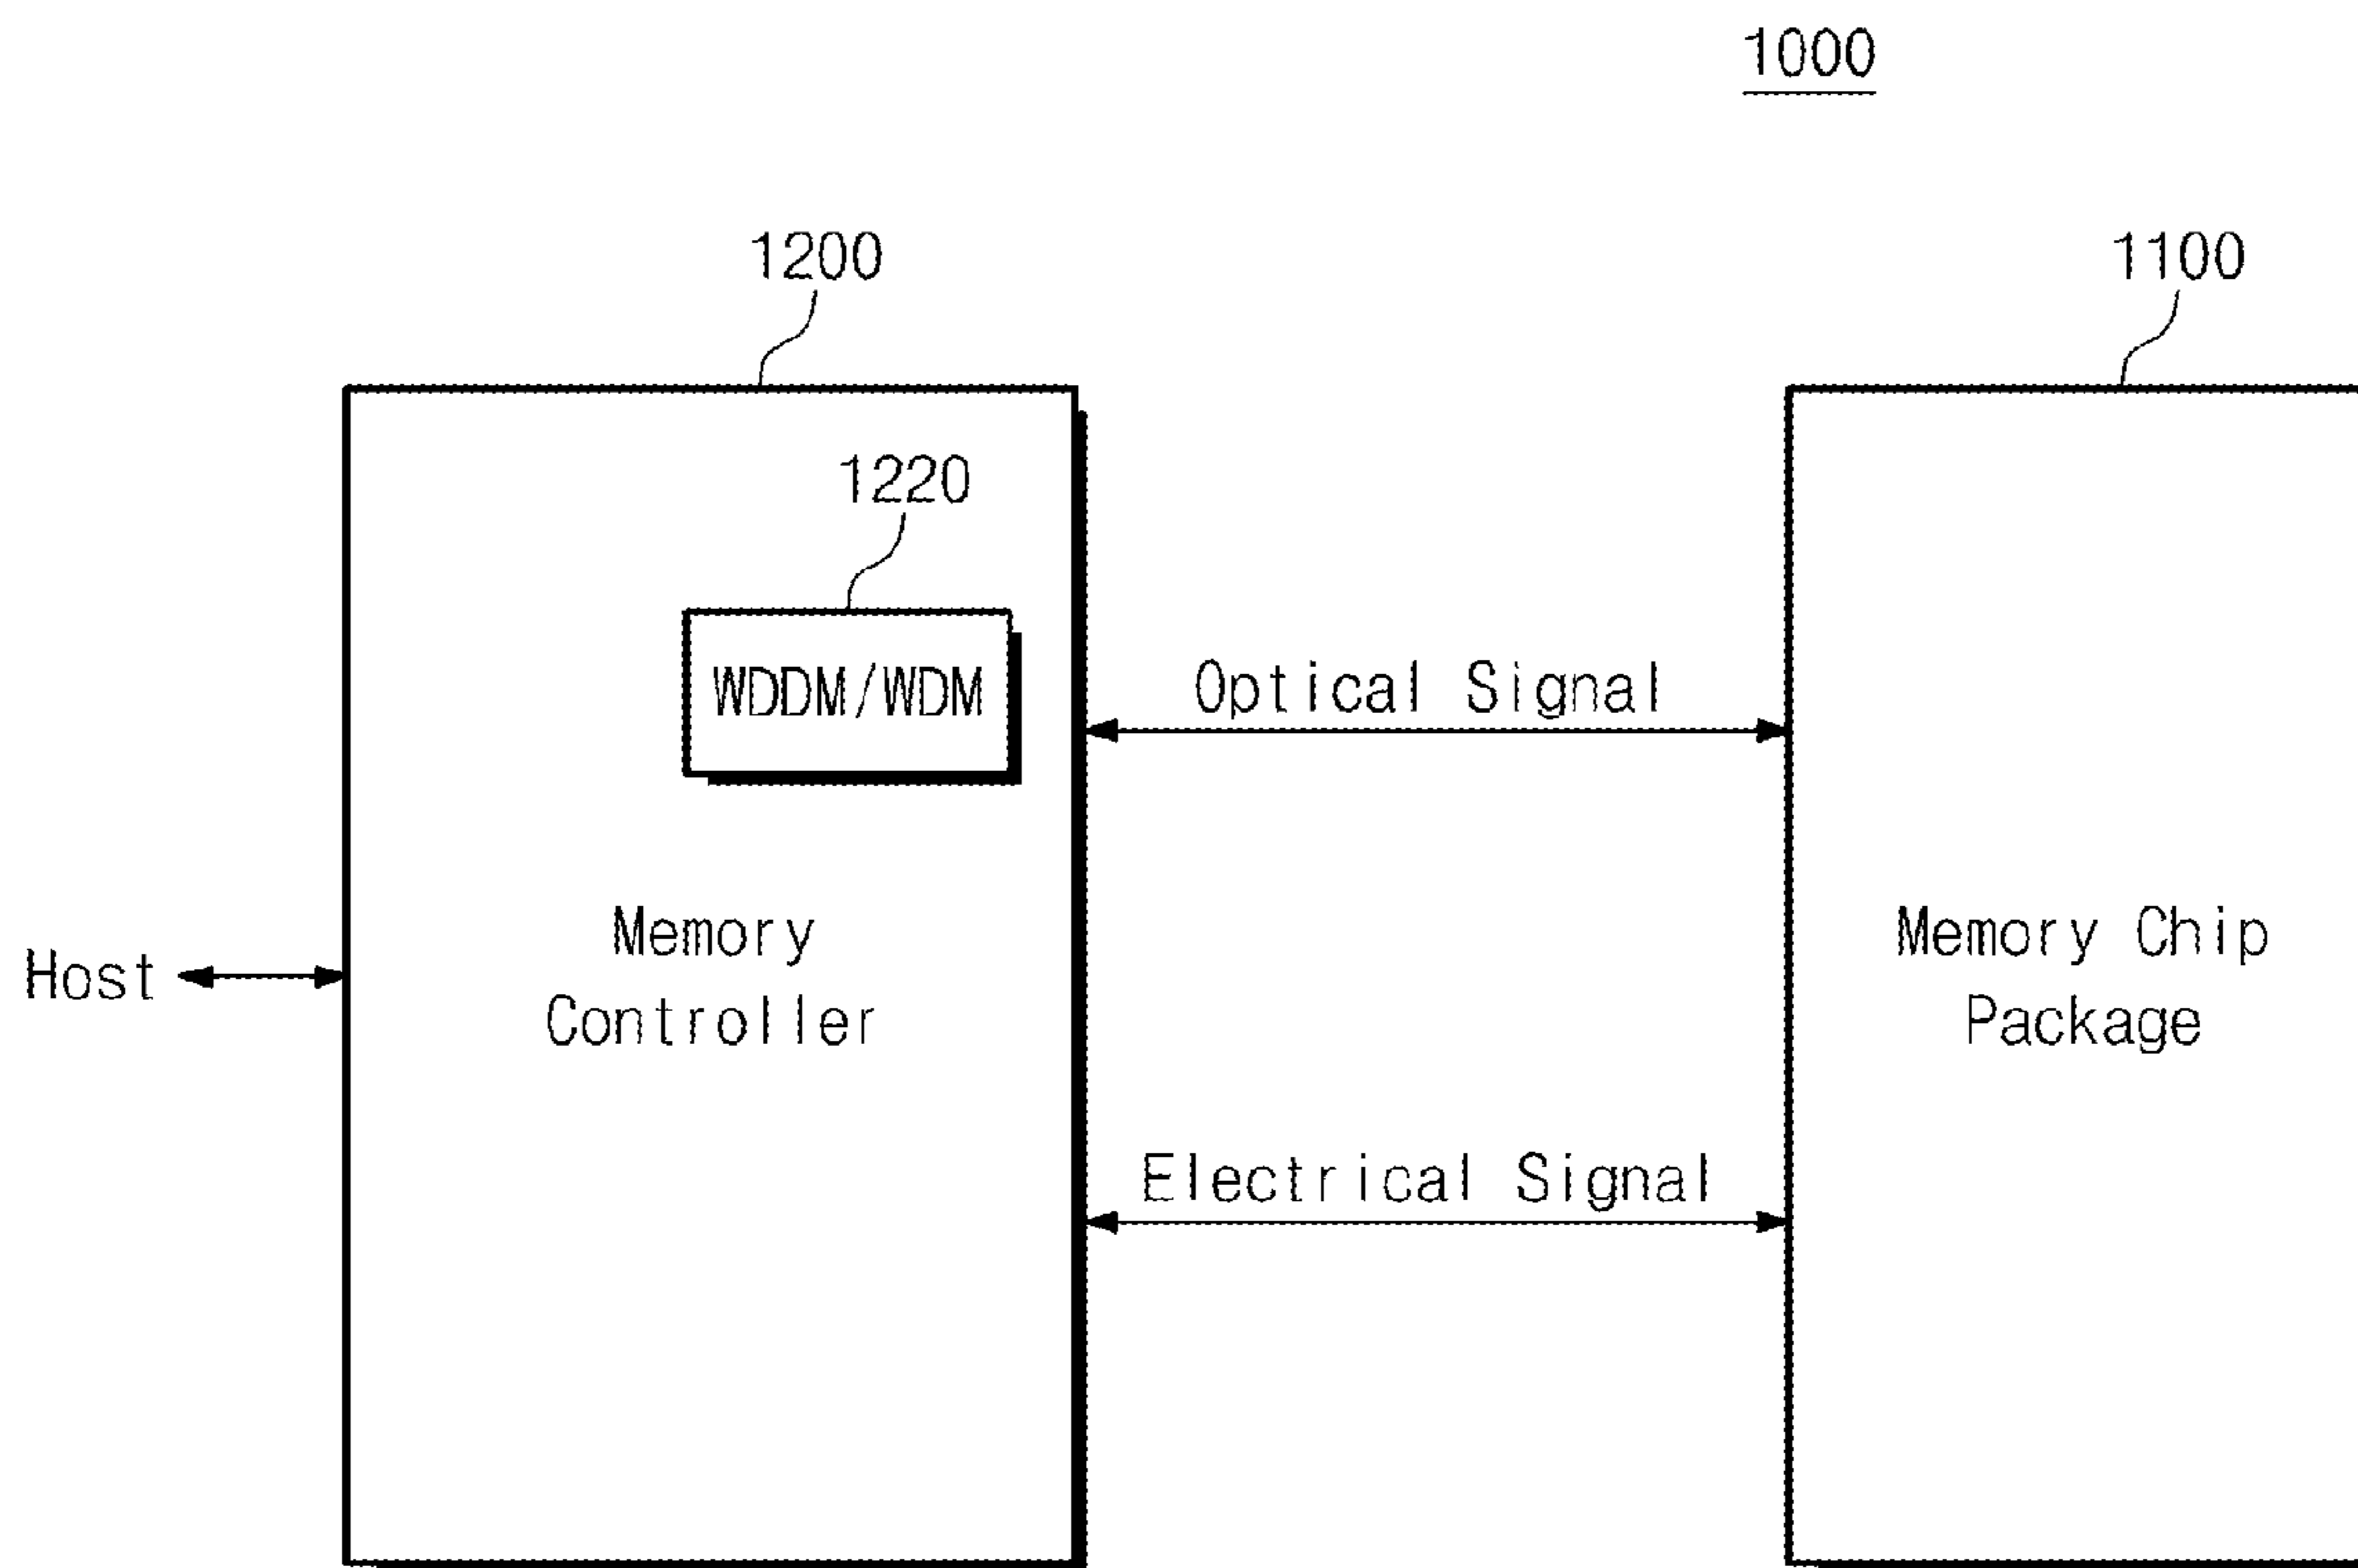 1000
1200
1100
1220
WDDM/WDM
Optical Signal
Memory
Controller
Host
Memory Chip
Package
Electrical Signal